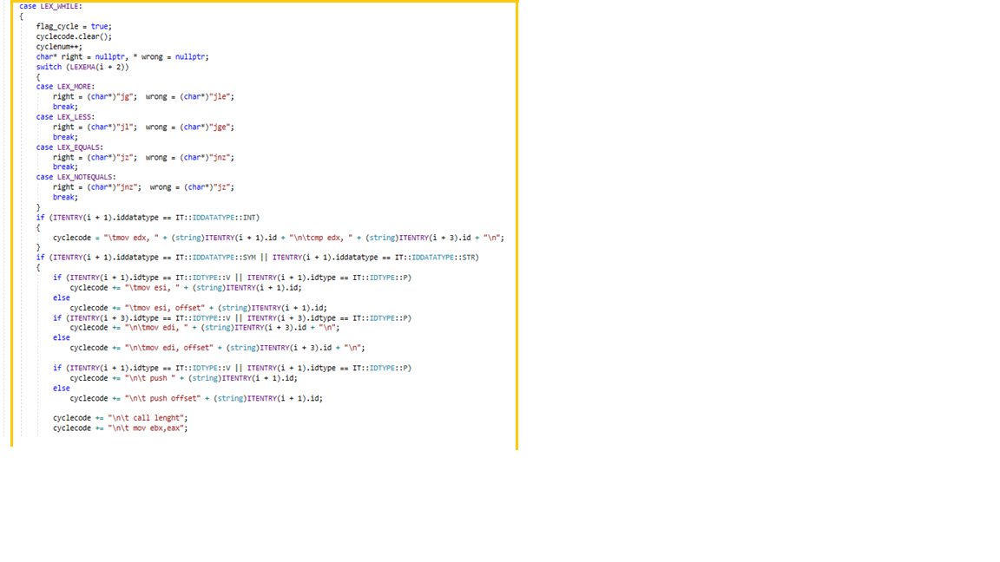 case LEX_WHILE:
{
flag_cycle = true;
cyclecode.clear();
cyclenum++;
char* right = nullptr, * wrong = nullptr;
switch (LEXEMA(i + 2))
{
case LEX_MORE:
right = (char*)"jg";  wrong = (char*)"jle";
break;
case LEX_LESS:
right = (char*)"jl";  wrong = (char*)"jge";
break;
case LEX_EQUALS:
right = (char*)"jz";  wrong = (char*)"jnz";
break;
case LEX_NOTEQUALS:
right = (char*)"jnz";  wrong = (char*)"jz";
break;
}
if (ITENTRY(i + 1).iddatatype == IT::IDDATATYPE::INT)
{
cyclecode = "\tmov edx, " + (string)ITENTRY(i + 1).id + "\n\tcmp edx, " + (string)ITENTRY(i + 3).id + "\n";
}
if (ITENTRY(i + 1).iddatatype == IT::IDDATATYPE::SYM || ITENTRY(i + 1).iddatatype == IT::IDDATATYPE::STR)
{
if (ITENTRY(i + 1).idtype == IT::IDTYPE::V || ITENTRY(i + 1).idtype == IT::IDTYPE::P)
cyclecode += "\tmov esi, " + (string)ITENTRY(i + 1).id;
else
cyclecode += "\tmov esi, offset" + (string)ITENTRY(i + 1).id;
if (ITENTRY(i + 3).idtype == IT::IDTYPE::V || ITENTRY(i + 3).idtype == IT::IDTYPE::P)
cyclecode += "\n\tmov edi, " + (string)ITENTRY(i + 3).id + "\n";
else
cyclecode += "\n\tmov edi, offset" + (string)ITENTRY(i + 3).id + "\n";
if (ITENTRY(i + 1).idtype == IT::IDTYPE::V || ITENTRY(i + 1).idtype == IT::IDTYPE::P)
cyclecode += "\n\t push " + (string)ITENTRY(i + 1).id;
else
cyclecode += "\n\t push offset" + (string)ITENTRY(i + 1).id;
cyclecode += "\n\t call lenght";
cyclecode += "\n\t mov ebx,eax";